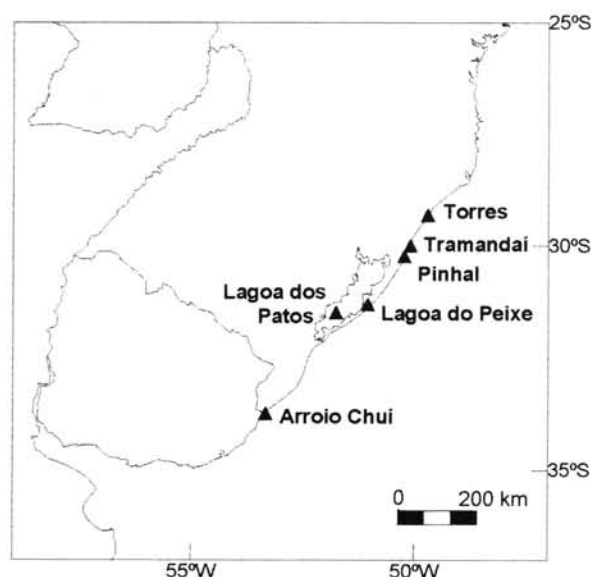 25ºS
Torres
Tramandaí
30ºS
Pinhal
Lagoa dos
Patos
Lagoa do Peixe
Arroio Chuí
35ºS
0 200 km
55ºW 50ºW